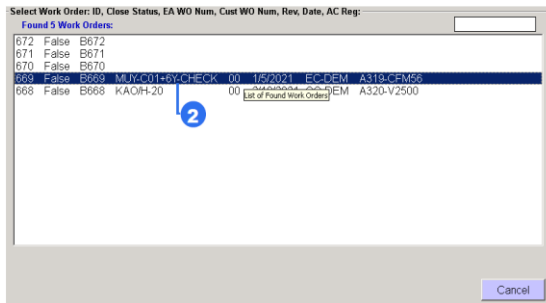 Select Work Order: ID, Close Status, EA WO Num, Cust WO Num, Rev, Date, AC Reg:
Found 5 Work Orders:
672 False B672
671 False B671
670 False B670
669 False B669 MUY-C01+6Y-CHECK 00 1/5/2021 EC-DEM A319-CFM56
668 False B668 KAO/H-20 00 EM A320-V2500
List of Found Work Orders
2
Cancel